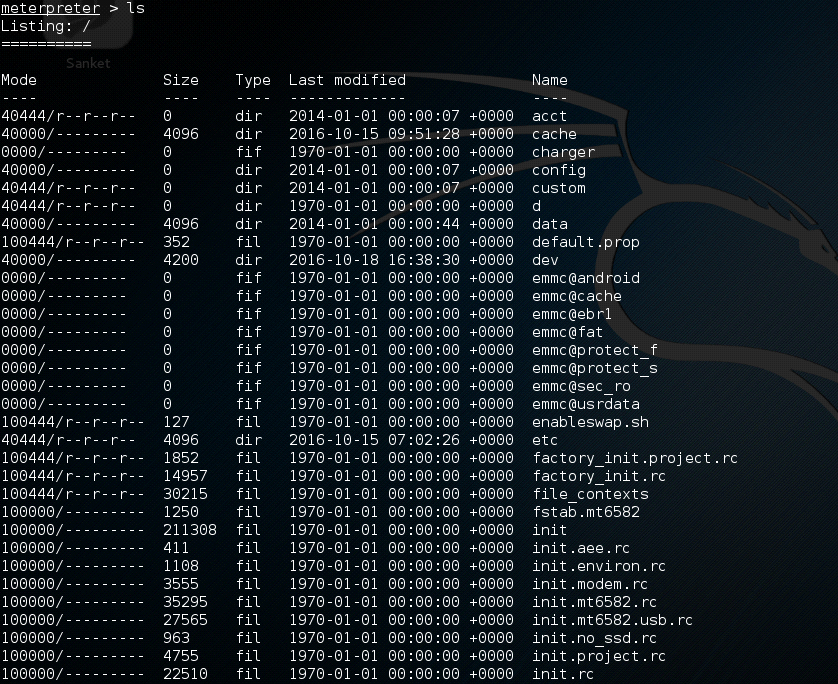 meterpreter > ls
Listing: /
==========
Sanket
Mode              Size    Type  Last modified              Name
----              ----    ----  -------------              ----
40444/r--r--r--   0       dir   2014-01-01 00:00:07 +0000  acct
40000/---------   4096    dir   2016-10-15 09:51:28 +0000  cache
0000/---------    0       fif   1970-01-01 00:00:00 +0000  charger
40000/---------   0       dir   2014-01-01 00:00:07 +0000  config
40444/r--r--r--   0       dir   2014-01-01 00:00:07 +0000  custom
40444/r--r--r--   0       dir   1970-01-01 00:00:00 +0000  d
40000/---------   4096    dir   2014-01-01 00:00:44 +0000  data
100444/r--r--r--  352     fil   1970-01-01 00:00:00 +0000  default.prop
40000/---------   4200    dir   2016-10-18 16:38:30 +0000  dev
0000/---------    0       fif   1970-01-01 00:00:00 +0000  emmc@android
0000/---------    0       fif   1970-01-01 00:00:00 +0000  emmc@cache
0000/---------    0       fif   1970-01-01 00:00:00 +0000  emmc@ebr1
0000/---------    0       fif   1970-01-01 00:00:00 +0000  emmc@fat
0000/---------    0       fif   1970-01-01 00:00:00 +0000  emmc@protect_f
0000/---------    0       fif   1970-01-01 00:00:00 +0000  emmc@protect_s
0000/---------    0       fif   1970-01-01 00:00:00 +0000  emmc@sec_ro
0000/---------    0       fif   1970-01-01 00:00:00 +0000  emmc@usrdata
100444/r--r--r--  127     fil   1970-01-01 00:00:00 +0000  enableswap.sh
40444/r--r--r--   4096    dir   2016-10-15 07:02:26 +0000  etc
100444/r--r--r--  1852    fil   1970-01-01 00:00:00 +0000  factory_init.project.rc
100444/r--r--r--  14957   fil   1970-01-01 00:00:00 +0000  factory_init.rc
100444/r--r--r--  30215   fil   1970-01-01 00:00:00 +0000  file_contexts
100000/---------  1250    fil   1970-01-01 00:00:00 +0000  fstab.mt6582
100000/---------  211308  fil   1970-01-01 00:00:00 +0000  init
100000/---------  411     fil   1970-01-01 00:00:00 +0000  init.aee.rc
100000/---------  1108    fil   1970-01-01 00:00:00 +0000  init.environ.rc
100000/---------  3555    fil   1970-01-01 00:00:00 +0000  init.modem.rc
100000/---------  35295   fil   1970-01-01 00:00:00 +0000  init.mt6582.rc
100000/---------  27565   fil   1970-01-01 00:00:00 +0000  init.mt6582.usb.rc
100000/---------  963     fil   1970-01-01 00:00:00 +0000  init.no_ssd.rc
100000/---------  4755    fil   1970-01-01 00:00:00 +0000  init.project.rc
100000/---------  22510   fil   1970-01-01 00:00:00 +0000  init.rc